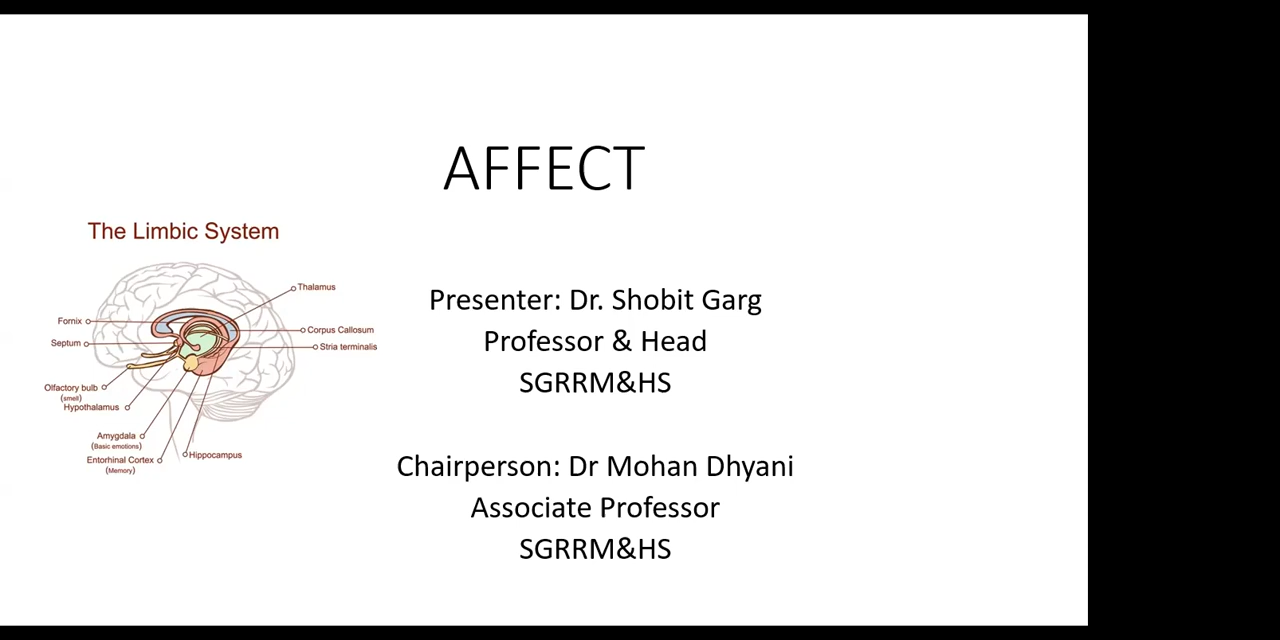 AFFECT
The Limbic System
Thalamus
Fornix
Corpus Callosum
Septum
Stria terminalis
Olfactory bulb
(smell)
Hypothalamus
Amygdala
(Basic emotions)
Hippocampus
Entorhinal Cortex
(Memory)
Presenter: Dr. Shobit Garg
Professor & Head
SGRRM&HS
Chairperson: Dr Mohan Dhyani
Associate Professor
SGRRM&HS